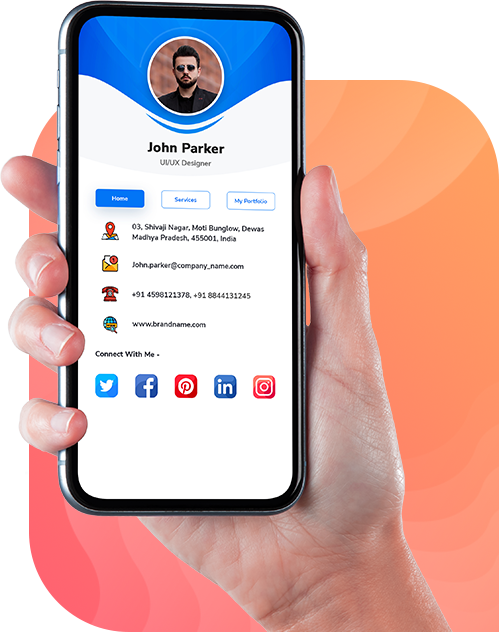 John Parker
UI/UX Designer
Home
Services
My Portfolio
03, Shivaji Nagar, Moti Bunglow, Dewas
Madhya Pradesh, 455001, India
John.parker@company_name.com
+91 4598121378, +91 8844131245
www.brandname.com
Connect With Me -